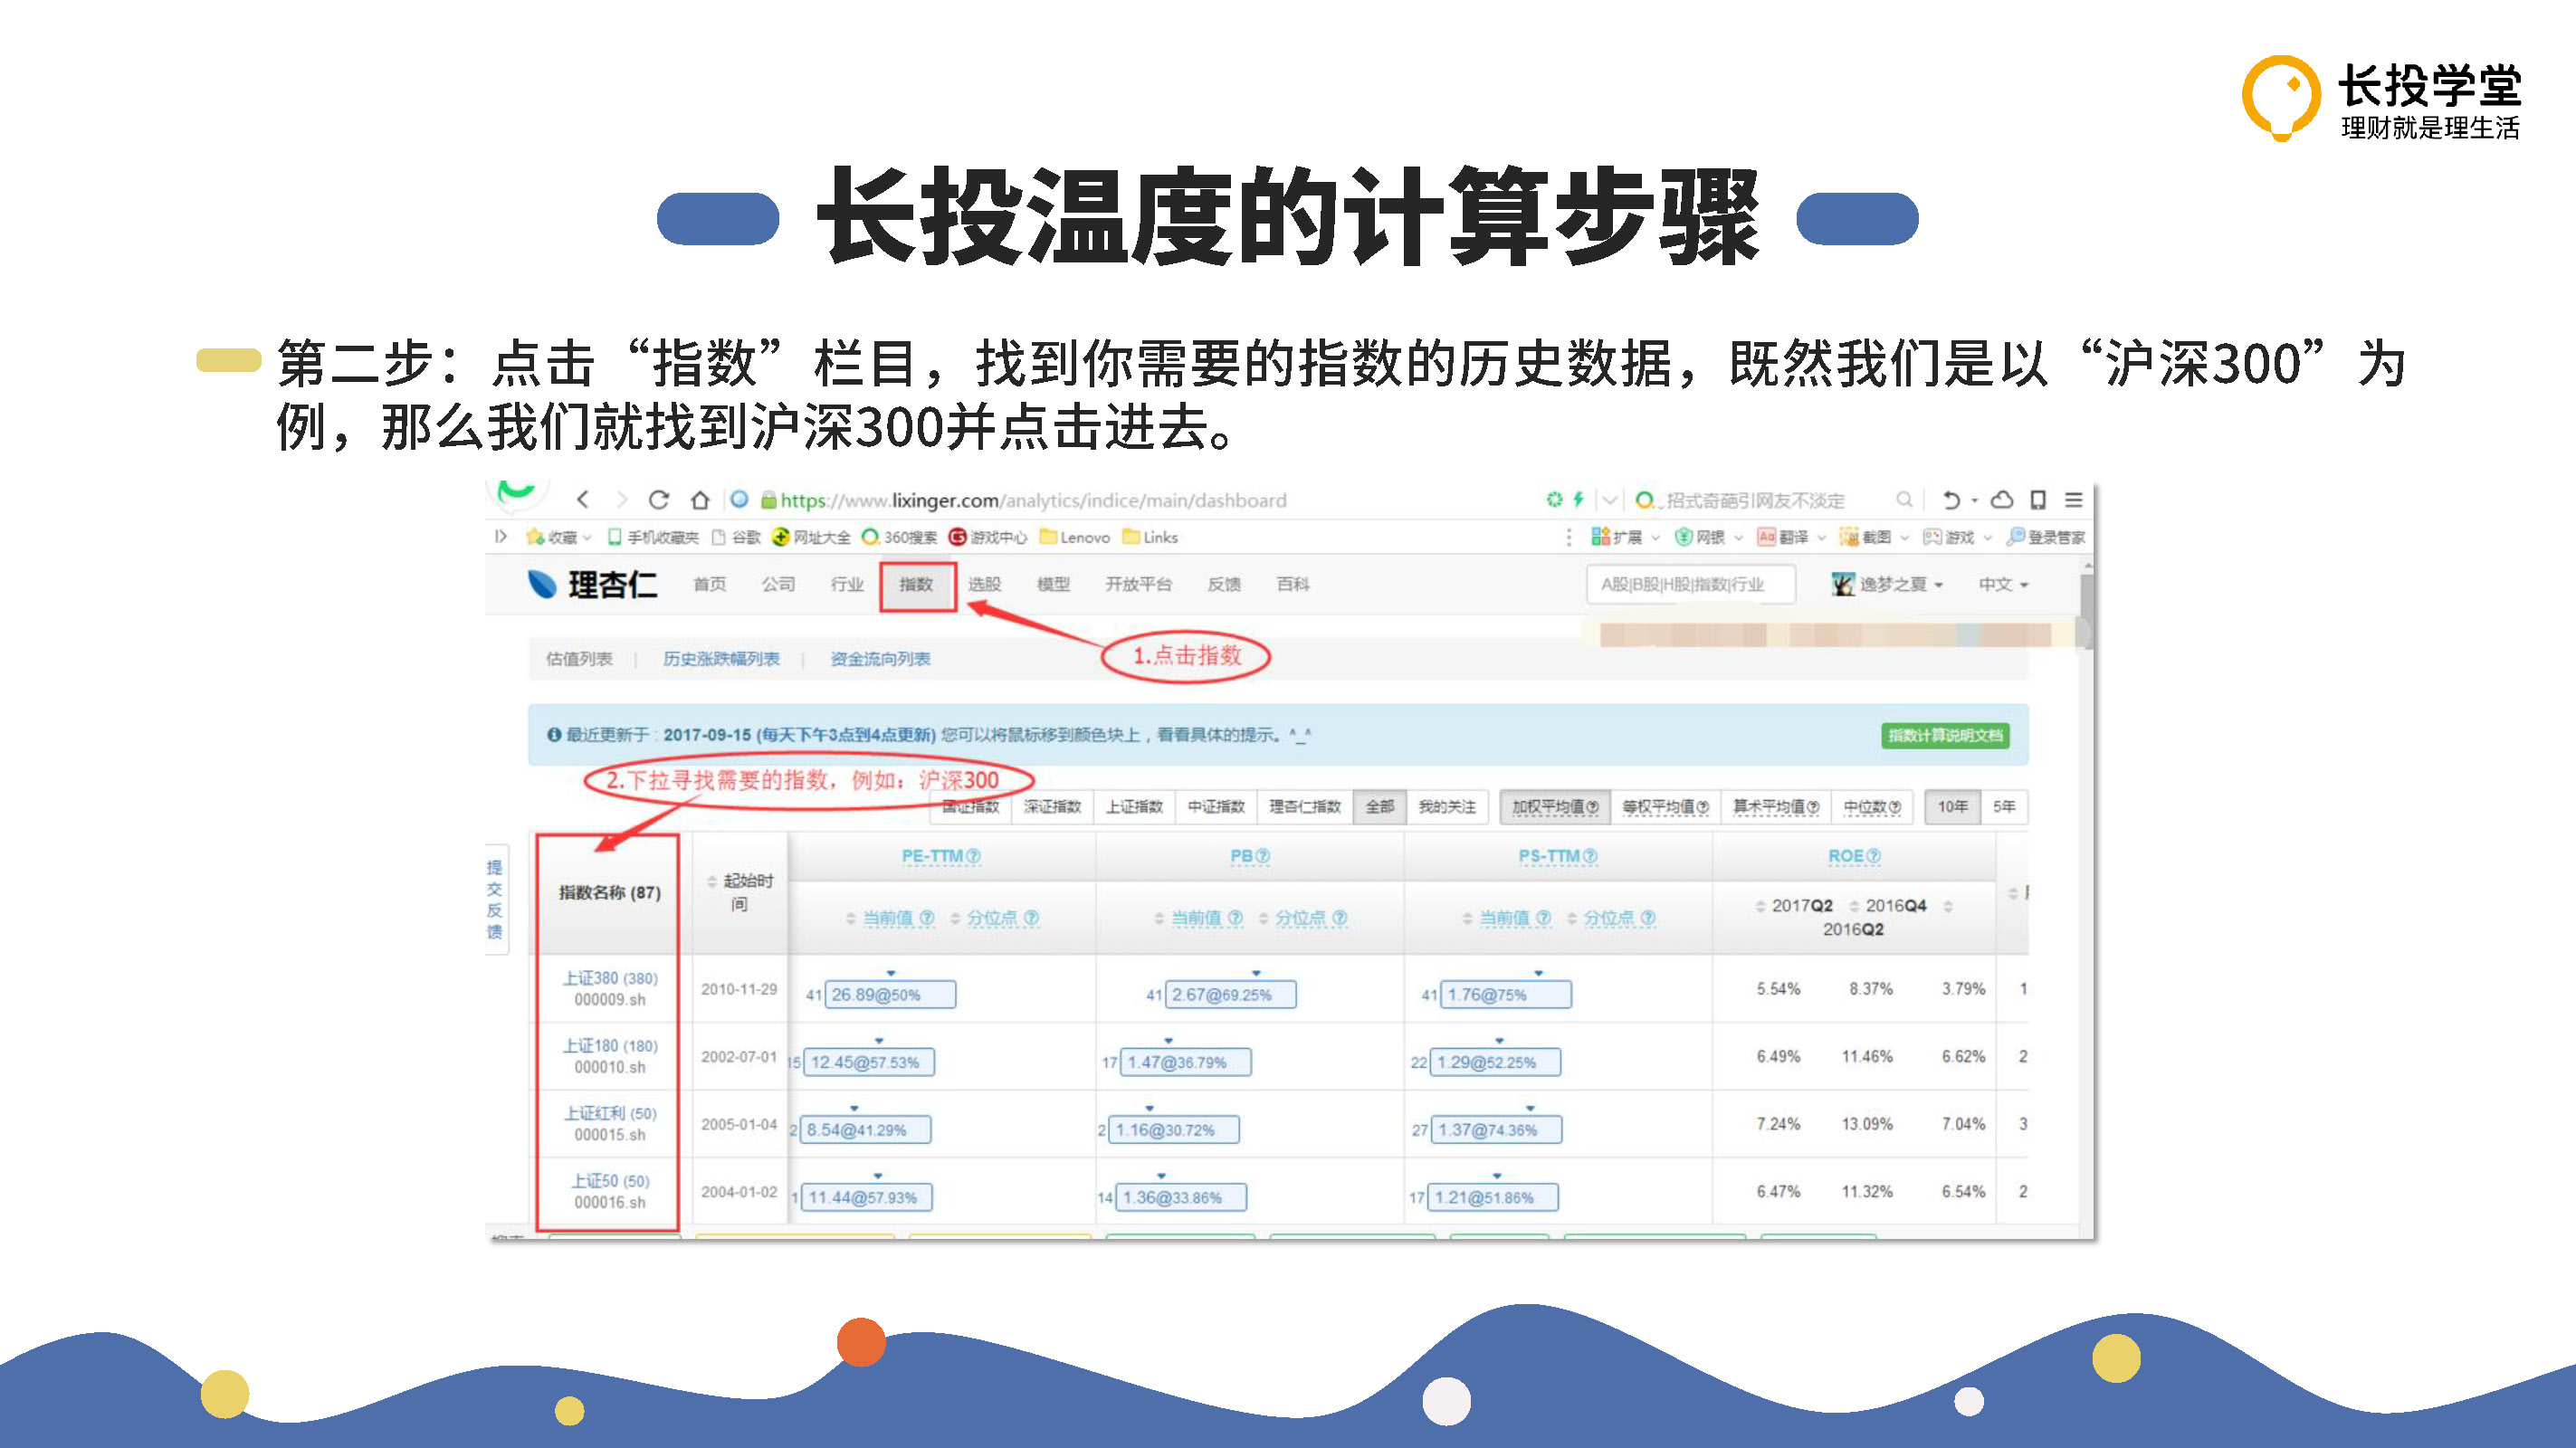 长投学堂
理财就是理生活
长投温度的计算步骤
第二步：点击“指数”栏目，找到你需要的指数的历史数据，既然我们是以“沪深300”为
例，那么我们就找到沪深300并点击进去。
https://www.lixinger.com/analytics/indice/main/dashboard
招式奇葩引网友不淡定
收藏 手机收藏夹 谷歌 网址大全 360搜索 游戏中心 Lenovo Links 扩展 网银 翻译 截图 游戏 登录管家
理杏仁 首页 公司 行业 指数 选股 模型 开放平台 反馈 百科 A股|B股|H股|指数|行业 逸梦之夏 中文
1.点击指数
估值列表 | 历史涨跌幅列表 | 资金流向列表
最近更新于：2017-09-15 (每天下午3点到4点更新) 您可以将鼠标移到颜色块上，看看具体的提示。^_^ 指数计算说明文档
2.下拉寻找需要的指数，例如：沪深300
国证指数 深证指数 上证指数 中证指数 理杏仁指数 全部 我的关注 加权平均值 等权平均值 算术平均值 中位数 10年 5年
提交反馈
指数名称 (87) 起始时间 PE-TTM PB PS-TTM ROE
当前值 分位点 当前值 分位点 当前值 分位点 2017Q2 2016Q4
2016Q2
上证380 (380) 000009.sh 2010-11-29 41 26.89@50% 41 2.67@69.25% 41 1.76@75% 5.54% 8.37% 3.79% 1
上证180 (180) 000010.sh 2002-07-01 15 12.45@57.53% 17 1.47@36.79% 22 1.29@52.25% 6.49% 11.46% 6.62% 2
上证红利 (50) 000015.sh 2005-01-04 2 8.54@41.29% 2 1.16@30.72% 27 1.37@74.36% 7.24% 13.09% 7.04% 3
上证50 (50) 000016.sh 2004-01-02 1 11.44@57.93% 14 1.36@33.86% 17 1.21@51.86% 6.47% 11.32% 6.54% 2